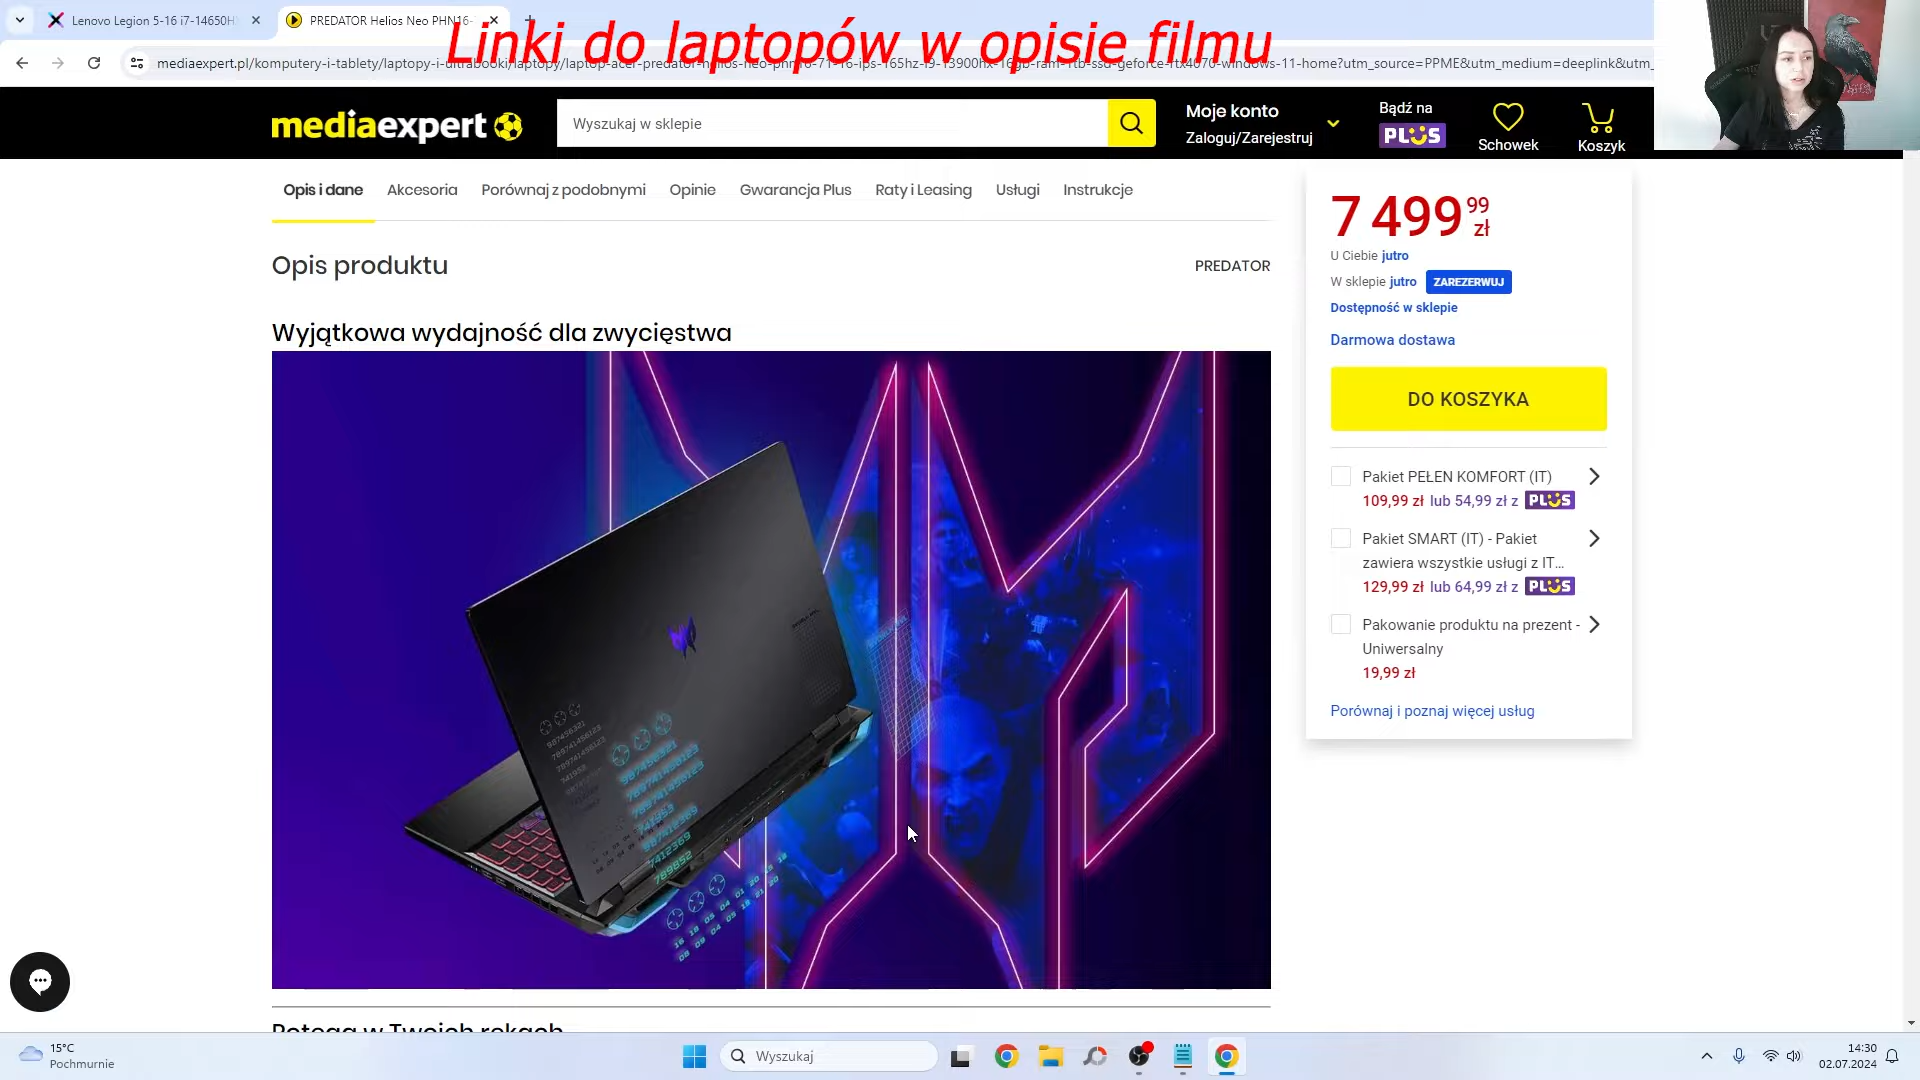 Lenovo Legion 5-16 i7-14650H
PREDATOR Helios Neo PHN16-
Linki do laptopów w opisie filmu
mediaexpert.pl/komputery-i-tablety/laptopy-i-ultrabooki/laptopy/laptop-acer-predator-helios-neo-phn16-71-16-ips-165hz-i9-13900hx-16gb-ram-1tb-ssd-geforce-rtx4070-windows-11-home?utm_source=PPME&utm_medium=deeplink&utm_
mediaexpert
Wyszukaj w sklepie
Moje konto
Zaloguj/Zarejestruj
Bądź na
PLUS
Schowek
Koszyk
Opis i dane
Akcesoria
Porównaj z podobnymi
Opinie
Gwarancja Plus
Raty i Leasing
Usługi
Instrukcje
Opis produktu
PREDATOR
Wyjątkowa wydajność dla zwycięstwa
7 499 99 zł
U Ciebie jutro
W sklepie jutro ZAREZERWUJ
Dostępność w sklepie
Darmowa dostawa
DO KOSZYKA
Pakiet PEŁEN KOMFORT (IT)
109,99 zł lub 54,99 zł z PLUS
Pakiet SMART (IT) - Pakiet
zawiera wszystkie usługi z IT...
129,99 zł lub 64,99 zł z PLUS
Pakowanie produktu na prezent -
Uniwersalny
19,99 zł
Porównaj i poznaj więcej usług
Potęga w Twoich rękach
15°C
Pochmurnie
Wyszukaj
14:30
02.07.2024